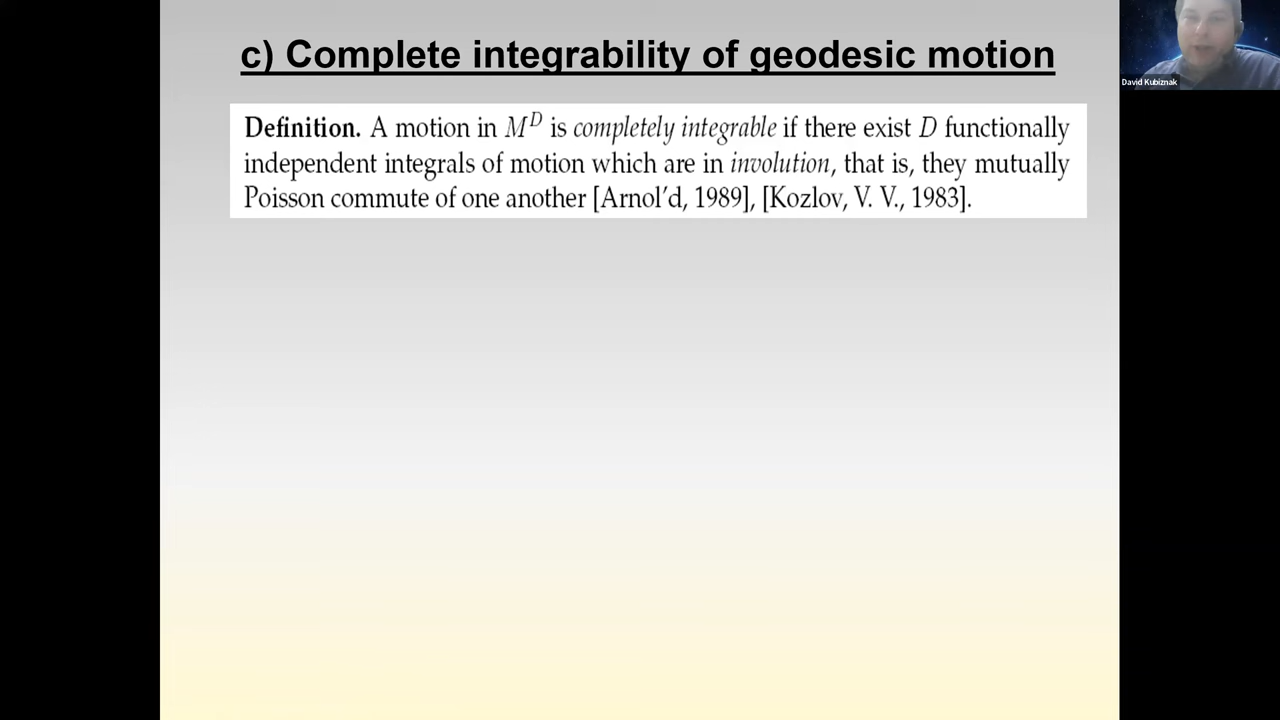 c) Complete integrability of geodesic motion
David Kubiznak
Definition. A motion in M^D is completely integrable if there exist D functionally
independent integrals of motion which are in involution, that is, they mutually
Poisson commute of one another [Arnol'd, 1989], [Kozlov, V. V., 1983].